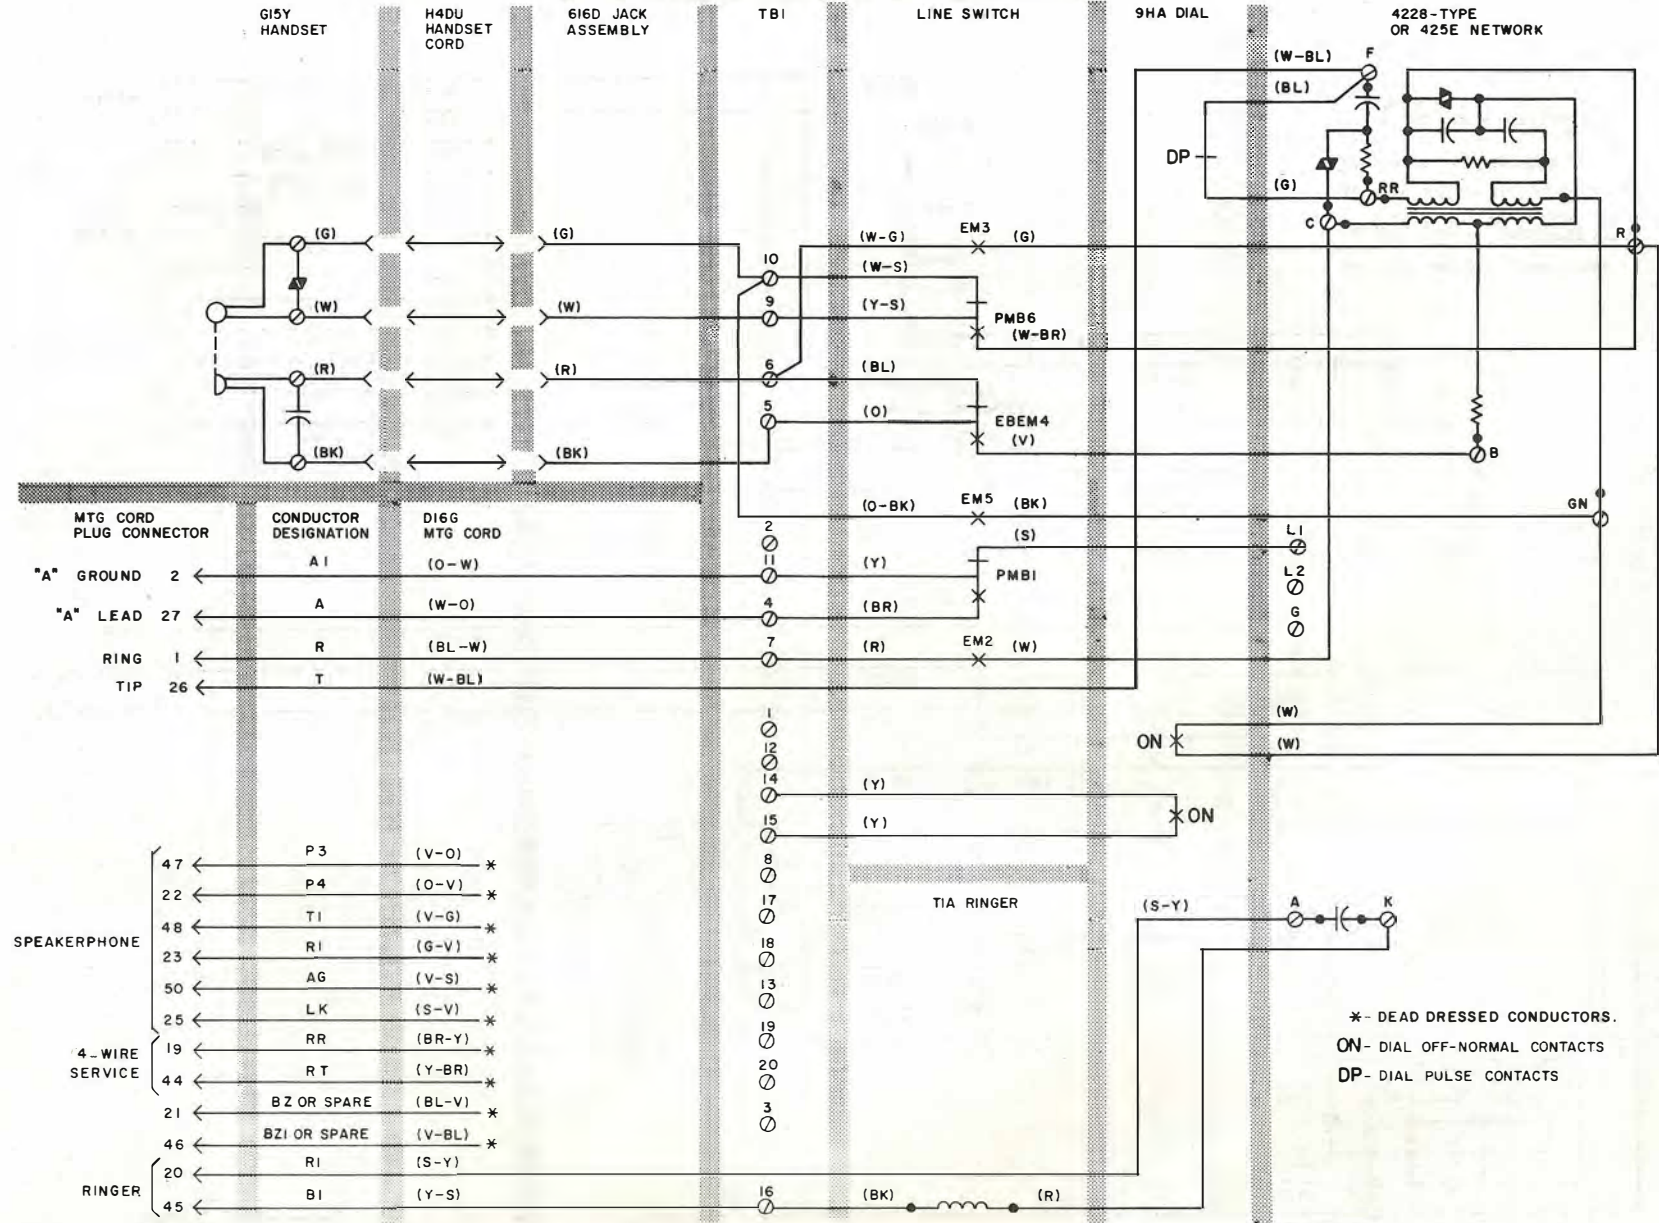 G15Y HANDSET
H4DU HANDSET CORD
616D JACK ASSEMBLY
TB1
LINE SWITCH
9HA DIAL
4228-TYPE OR 425E NETWORK
(W-BL)
F
(BL)
DP
(G)
RR
C
R
(G)
(G)
(W-G)
EM3
(G)
10
(W-S)
(W)
(W)
9
(Y-S)
PMB6
(W-BR)
(R)
(R)
6
(BL)
5
(O)
EBEM4
(V)
(BK)
(BK)
B
MTG CORD PLUG CONNECTOR
CONDUCTOR DESIGNATION
D16G MTG CORD
(O-BK)
EM5
(BK)
GN
2
(S)
L1
"A" GROUND 2
A1
(O-W)
11
(Y)
PMB1
L2
"A" LEAD 27
A
(W-O)
4
(BR)
G
RING 1
R
(BL-W)
7
(R)
EM2
(W)
TIP 26
T
(W-BL)
1
(W)
ON
(W)
12
14
(Y)
ON
15
(Y)
47
P3
(V-O)
*
8
22
P4
(O-V)
*
T1A RINGER
(S-Y)
A
K
48
T1
(V-G)
*
17
SPEAKERPHONE
23
R1
(G-V)
*
18
50
AG
(V-S)
*
13
25
LK
(S-V)
*
19
*- DEAD DRESSED CONDUCTORS.
4-WIRE SERVICE
19
RR
(BR-Y)
*
ON- DIAL OFF-NORMAL CONTACTS
44
RT
(Y-BR)
*
20
DP- DIAL PULSE CONTACTS
21
BZ OR SPARE
(BL-V)
*
3
46
BZ1 OR SPARE
(V-BL)
*
RINGER
20
R1
(S-Y)
45
B1
(Y-S)
16
(BK)
(R)